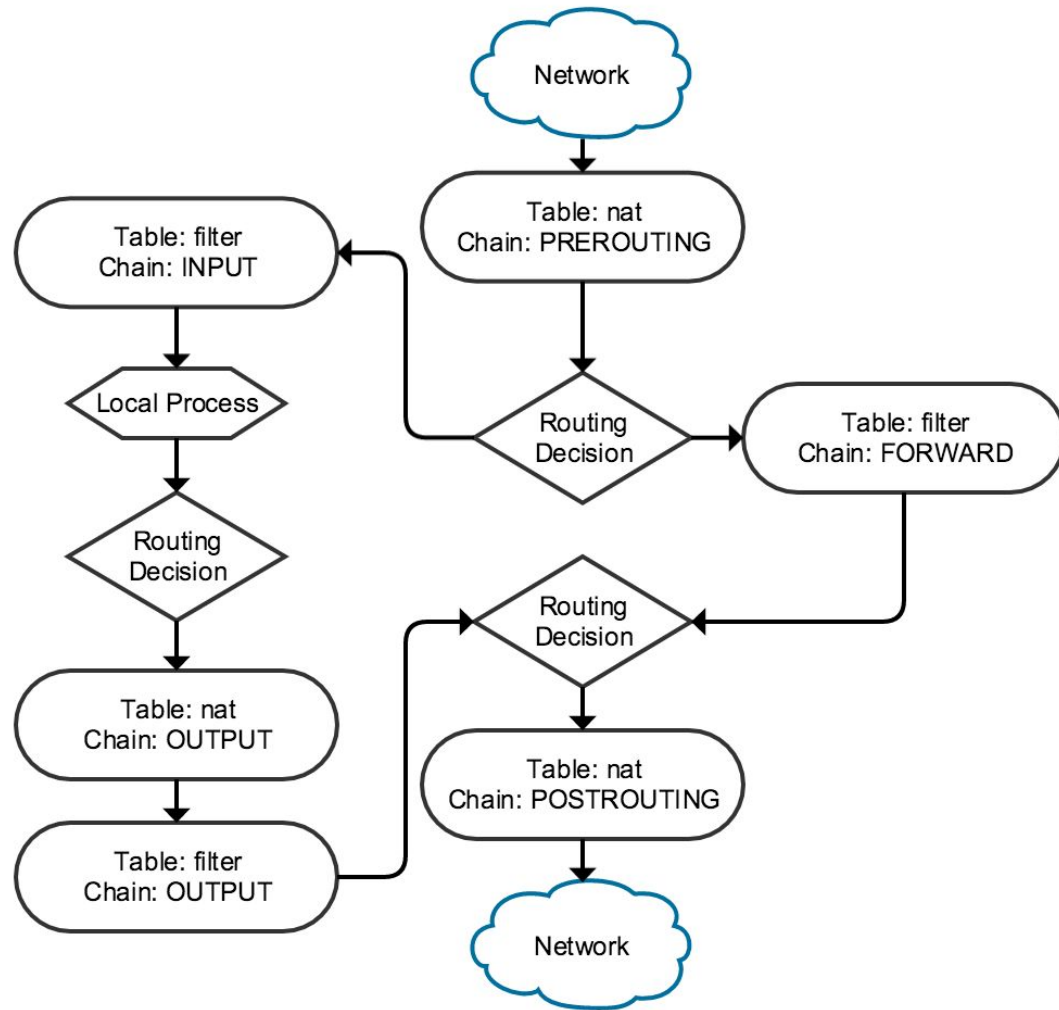 Network
Table: nat
Chain: PREROUTING
Table: filter
Chain: INPUT
Local Process
Routing
Decision
Table: filter
Chain: FORWARD
Routing
Decision
Routing
Decision
Table: nat
Chain: OUTPUT
Table: nat
Chain: POSTROUTING
Table: filter
Chain: OUTPUT
Network